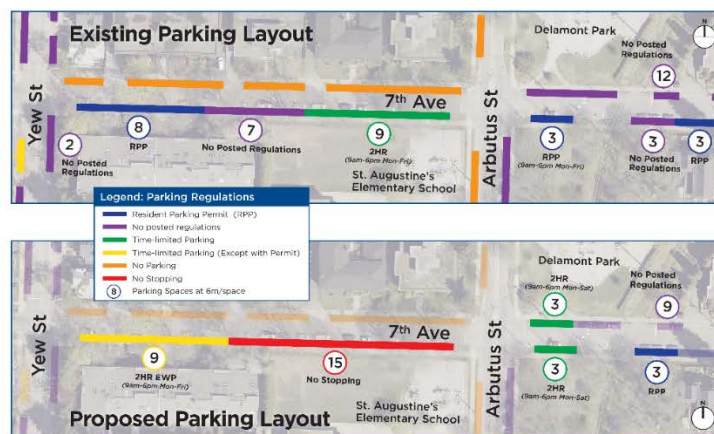 Existing Parking Layout
Delamont Park
No Posted
Regulations
N
12
7th Ave
Yew St
Arbutus St
2
No Posted
Regulations
8
RPP
7
No Posted Regulations
9
2HR
(9am-6pm Mon-Fri)
St. Augustine's
Elementary School
3
RPP
(9am-6pm Mon-Fri)
3
No Posted
Regulations
3
RPP
Legend: Parking Regulations
Resident Parking Permit (RPP)
No posted regulations
Time-limited Parking
Time-limited Parking (Except with Permit)
No Parking
No Stopping
8 Parking Spaces at 6m/space
Delamont Park
2HR
(9am-6pm Mon-Sat)
3
No Posted
Regulations
9
7th Ave
Yew St
Arbutus St
9
2HR EWP
(9am-6pm Mon-Fri)
15
No Stopping
3
2HR
(9am-6pm Mon-Sat)
3
RPP
St. Augustine's
Elementary School
Proposed Parking Layout
N